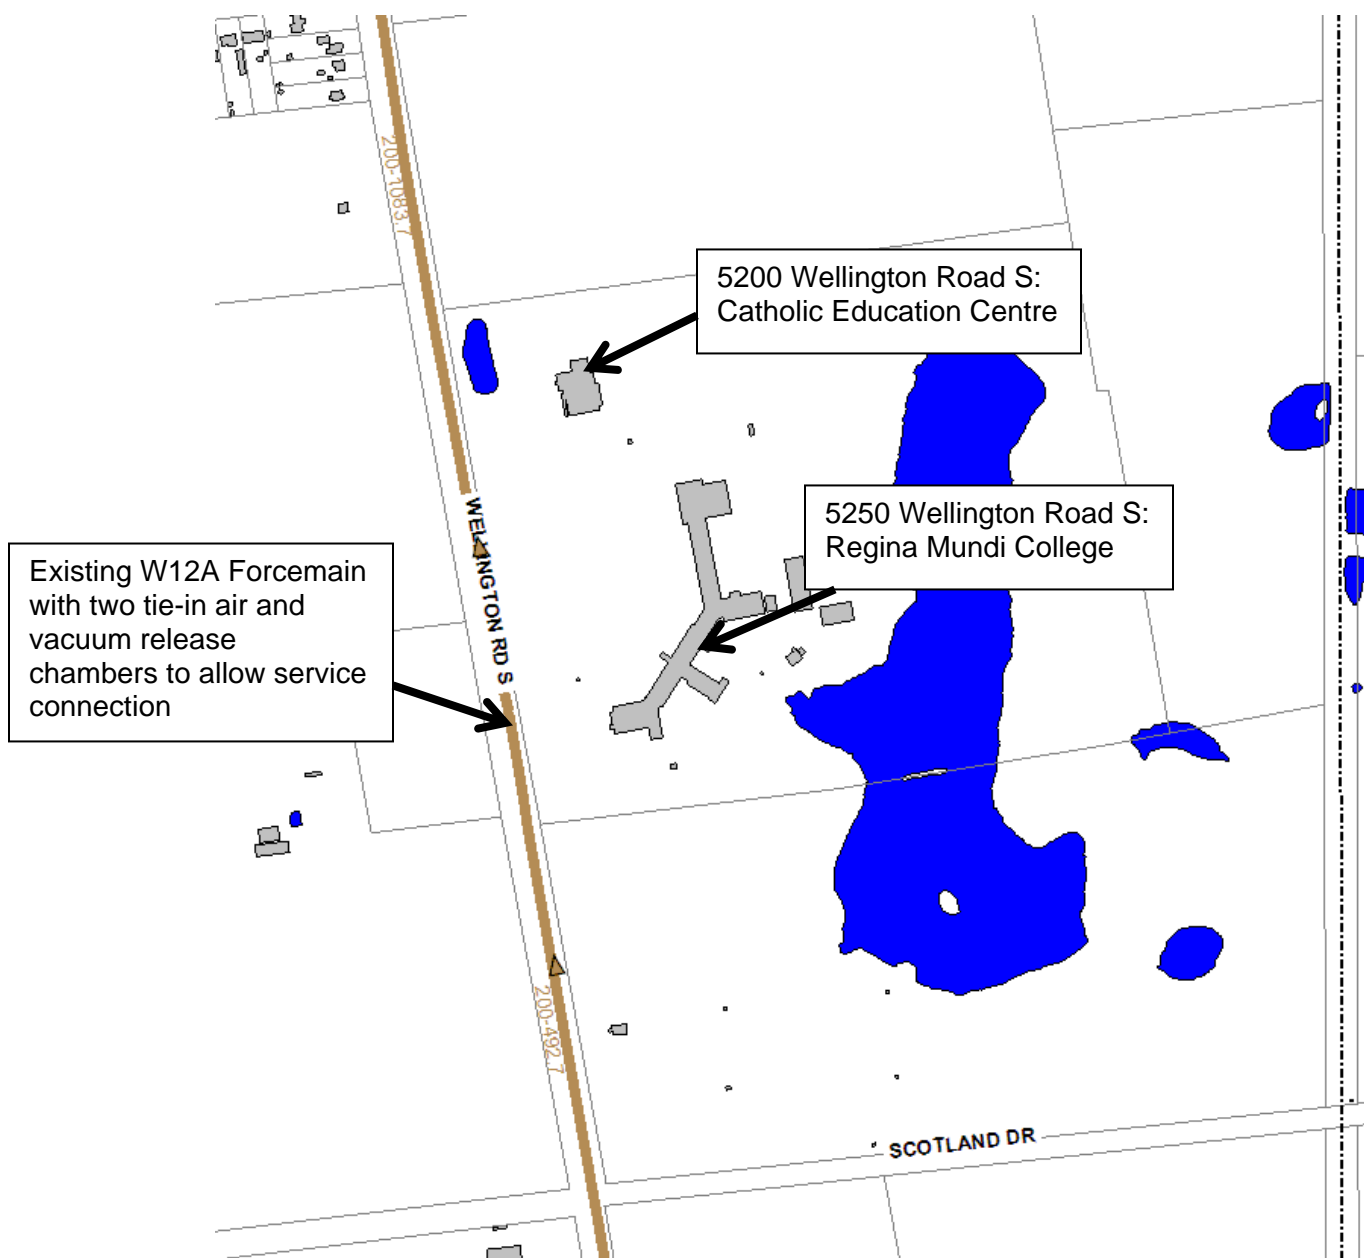 200-1083.7
5200 Wellington Road S:
Catholic Education Centre
5250 Wellington Road S:
Regina Mundi College
WELLINGTON RD S
Existing W12A Forcemain
with two tie-in air and
vacuum release
chambers to allow service
connection
200-492.7
SCOTLAND DR